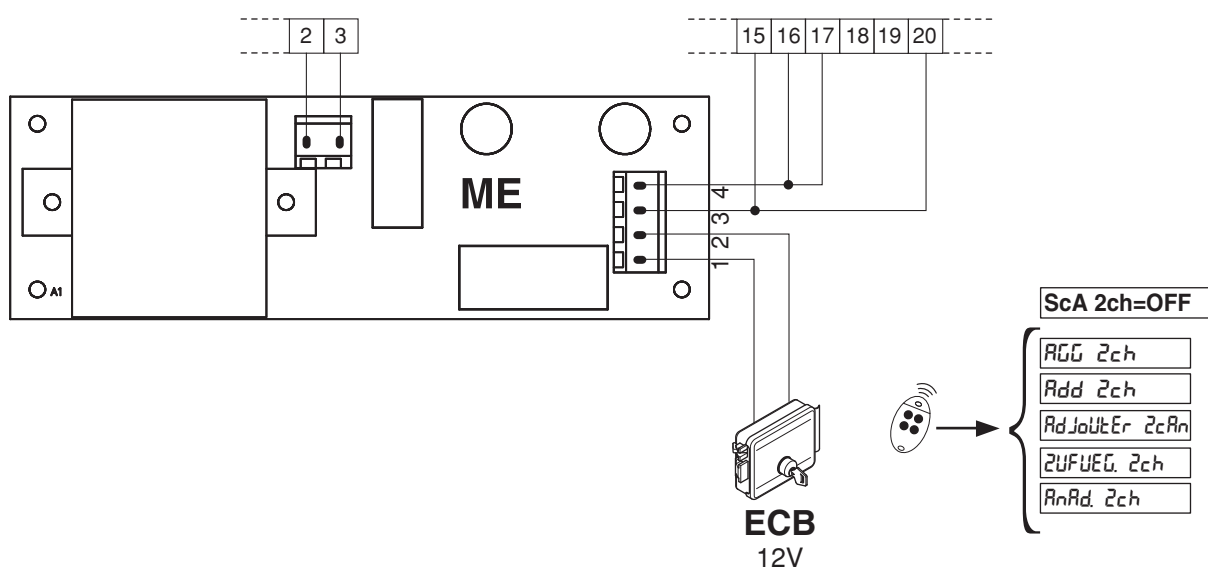 2 3
15 16 17 18 19 20
ME
4
3
2
1
A1
ScA 2ch=OFF
AGG 2ch
Add 2ch
AdJoUtEr 2cAn
2UFUEG. 2ch
AnAd. 2ch
ECB
12V